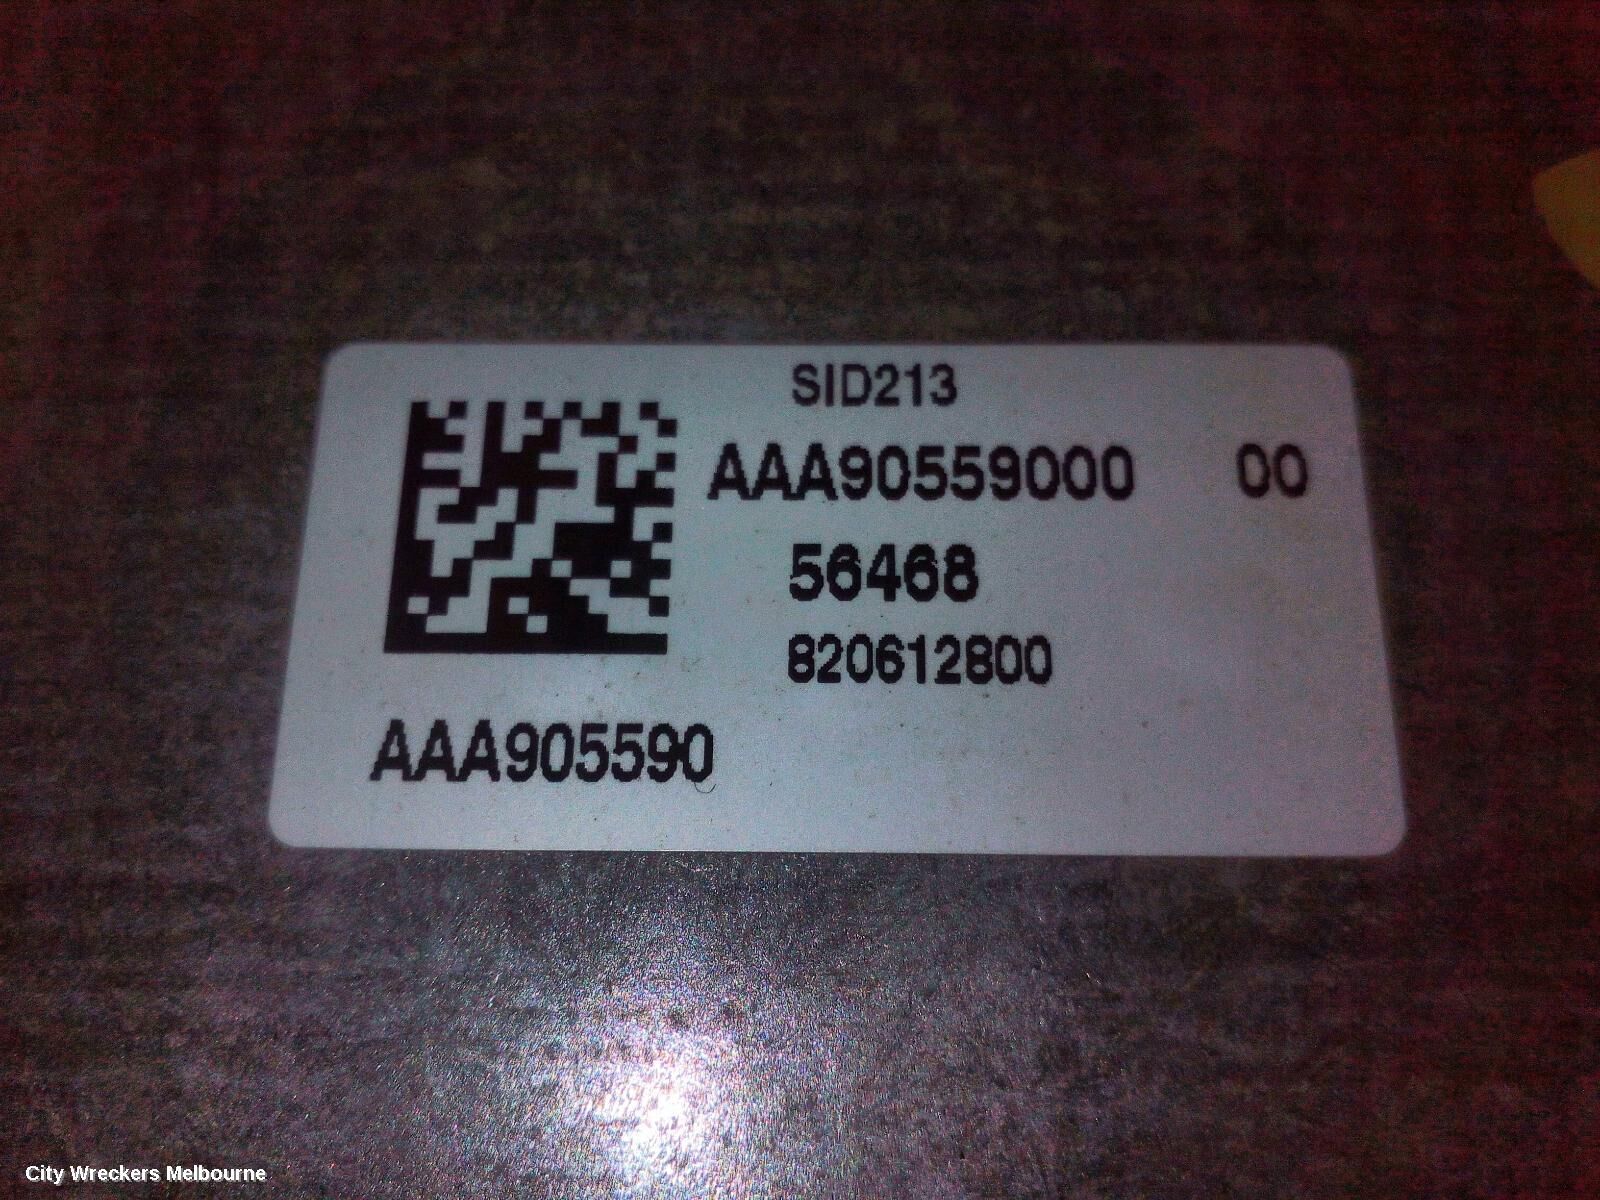 SID213
AAA90559000 00
56468
820612800
AAA905590
City Wreckers Melbourne